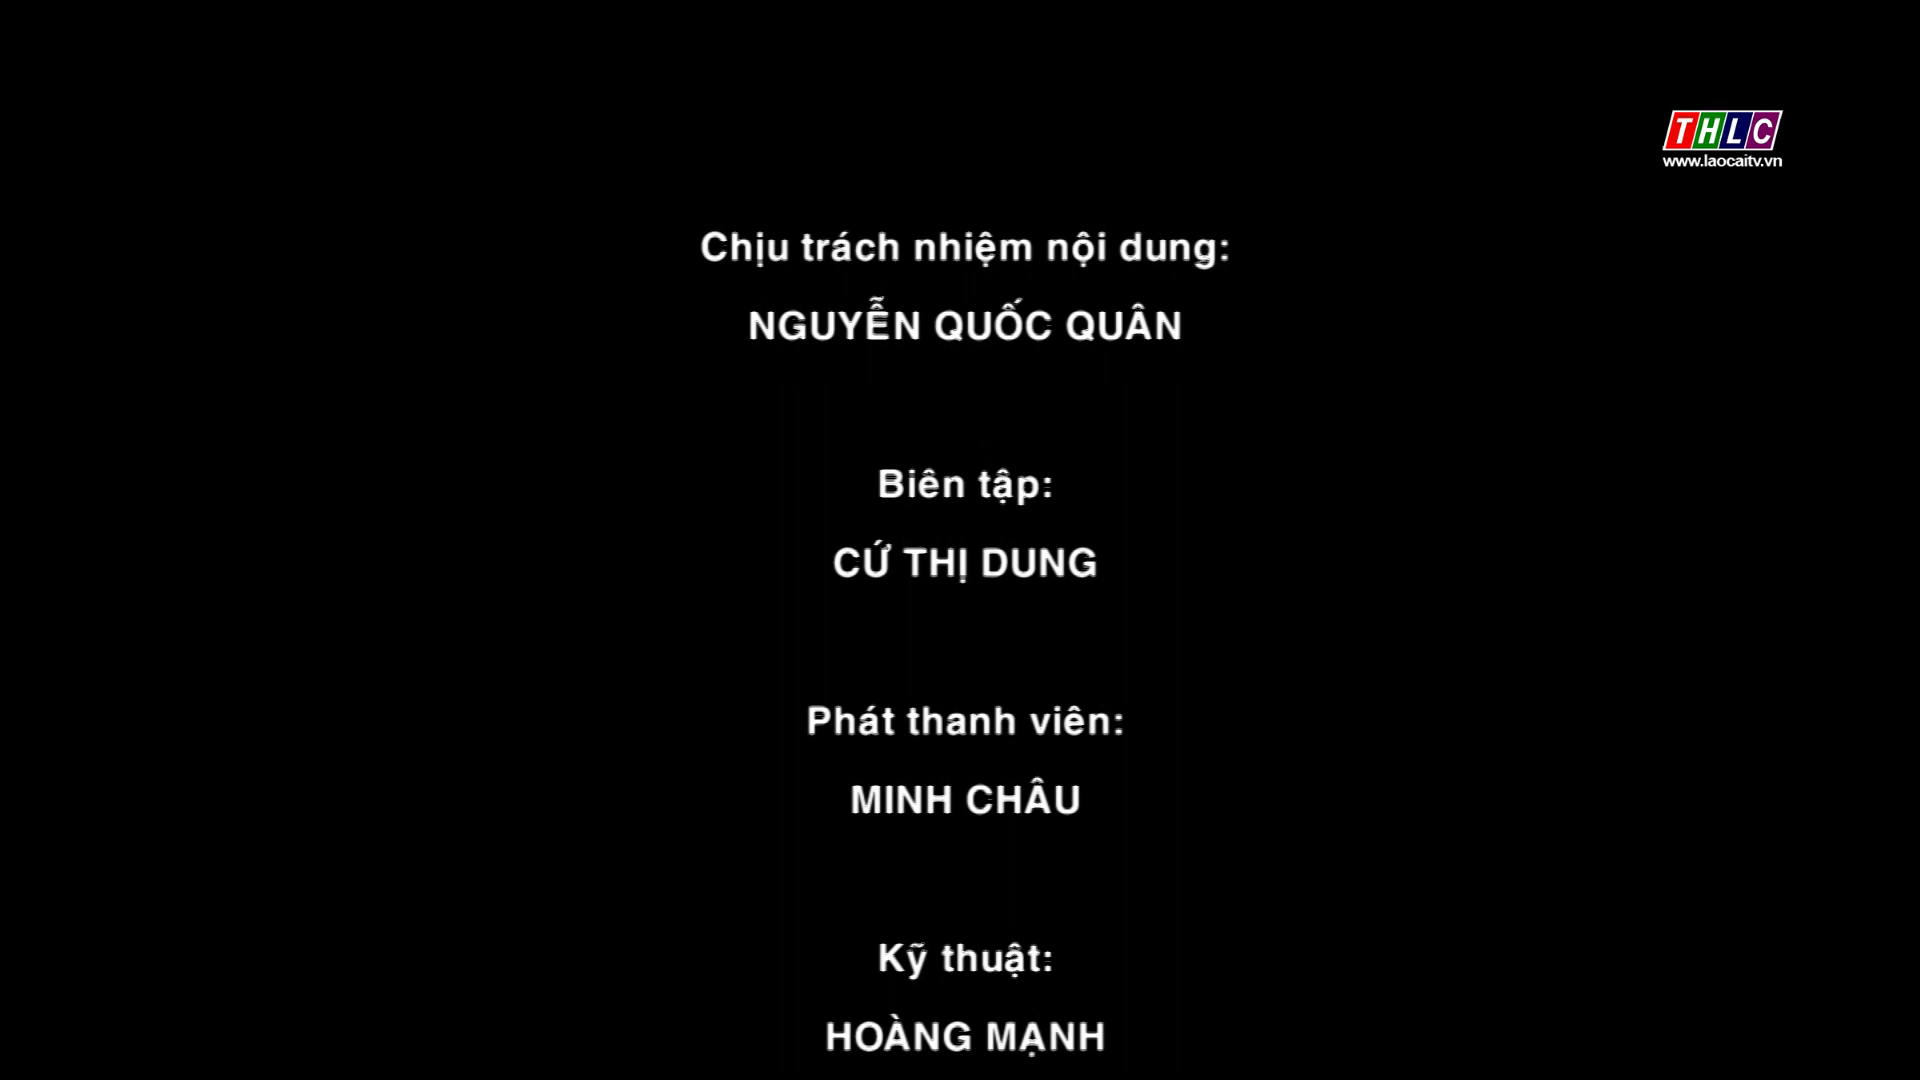 THLC
www.laocaitv.vn
Chịu trách nhiệm nội dung:
NGUYỄN QUỐC QUÂN
Biên tập:
CỨ THỊ DUNG
Phát thanh viên:
MINH CHÂU
Kỹ thuật:
HOÀNG MẠNH